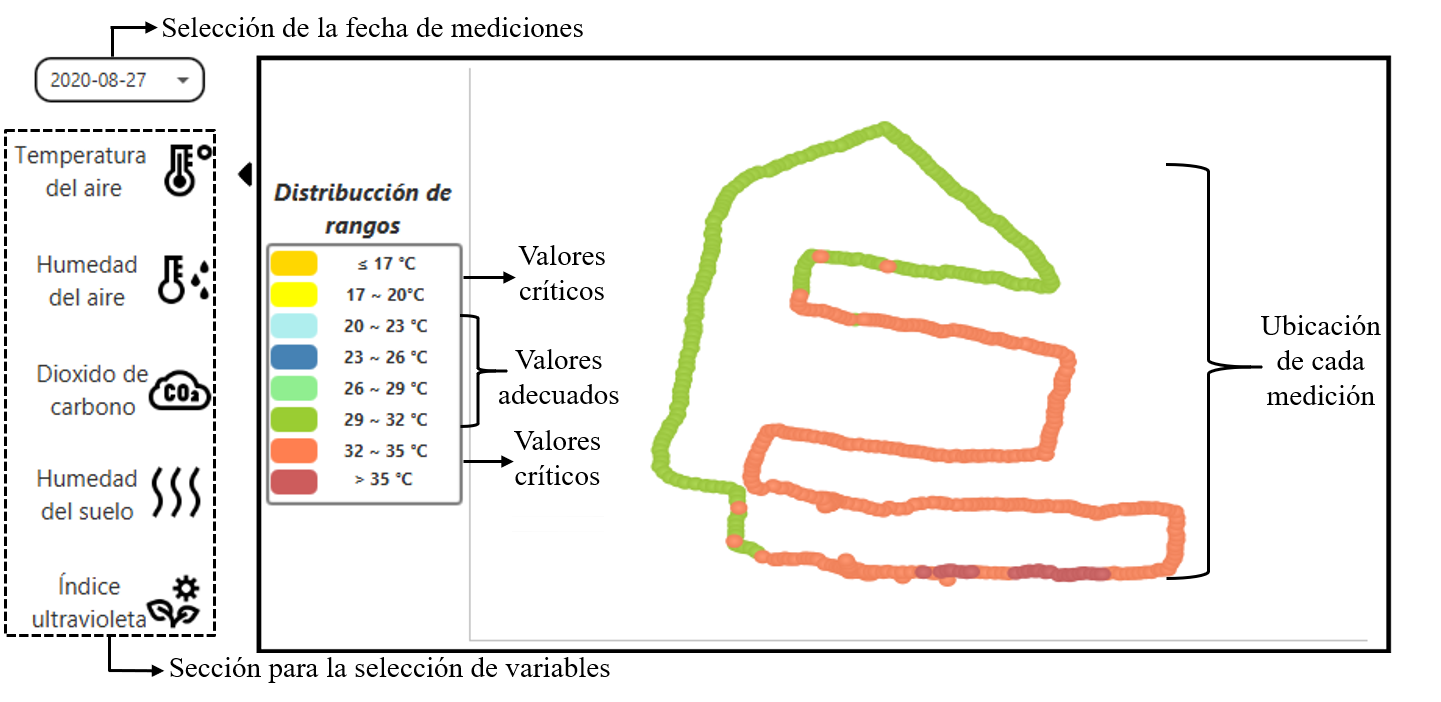 Selección de la fecha de mediciones
2020-08-27
Temperatura
del aire
Humedad
del aire
Dioxido de
carbono
CO₂
Humedad
del suelo
Índice
ultravioleta
Sección para la selección de variables
Distribucción de
rangos
≤ 17 °C
17 ~ 20°C
20 ~ 23 °C
23 ~ 26 °C
26 ~ 29 °C
29 ~ 32 °C
32 ~ 35 °C
> 35 °C
Valores
críticos
Valores
adecuados
Valores
críticos
Ubicación
de cada
medición